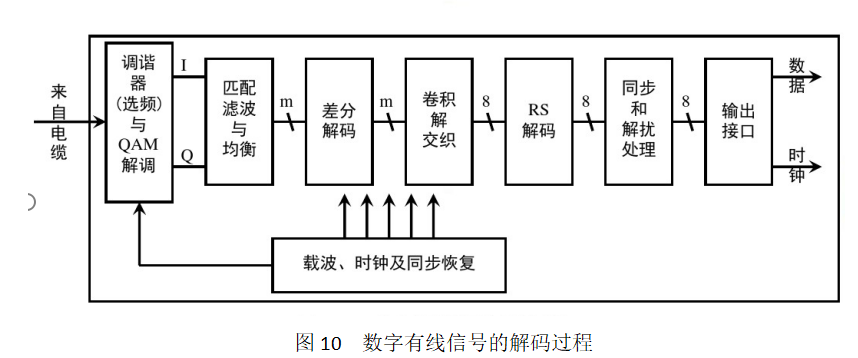 来
自
电
缆
调谐
器
(选频)
与
QAM
解调
I
Q
匹配
滤波
与
均衡
m
差分
解码
m
卷积
解
交织
8
RS
解码
8
同步
和
解扰
处理
8
输出
接口
数
据
时
钟
载波、时钟及同步恢复
图 10 数字有线信号的解码过程